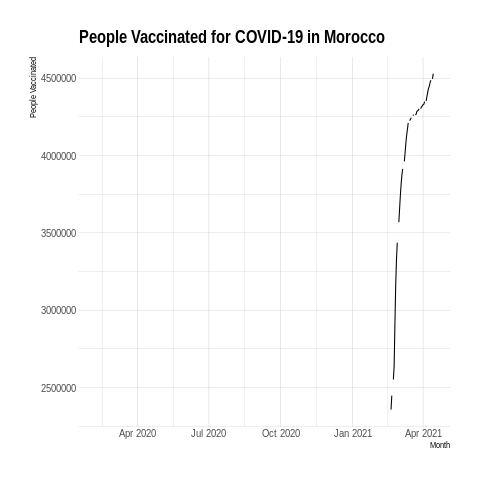 People Vaccinated for COVID-19 in Morocco
People Vaccinated
4500000
4000000
3500000
3000000
2500000
Apr 2020 Jul 2020 Oct 2020 Jan 2021 Apr 2021
Month